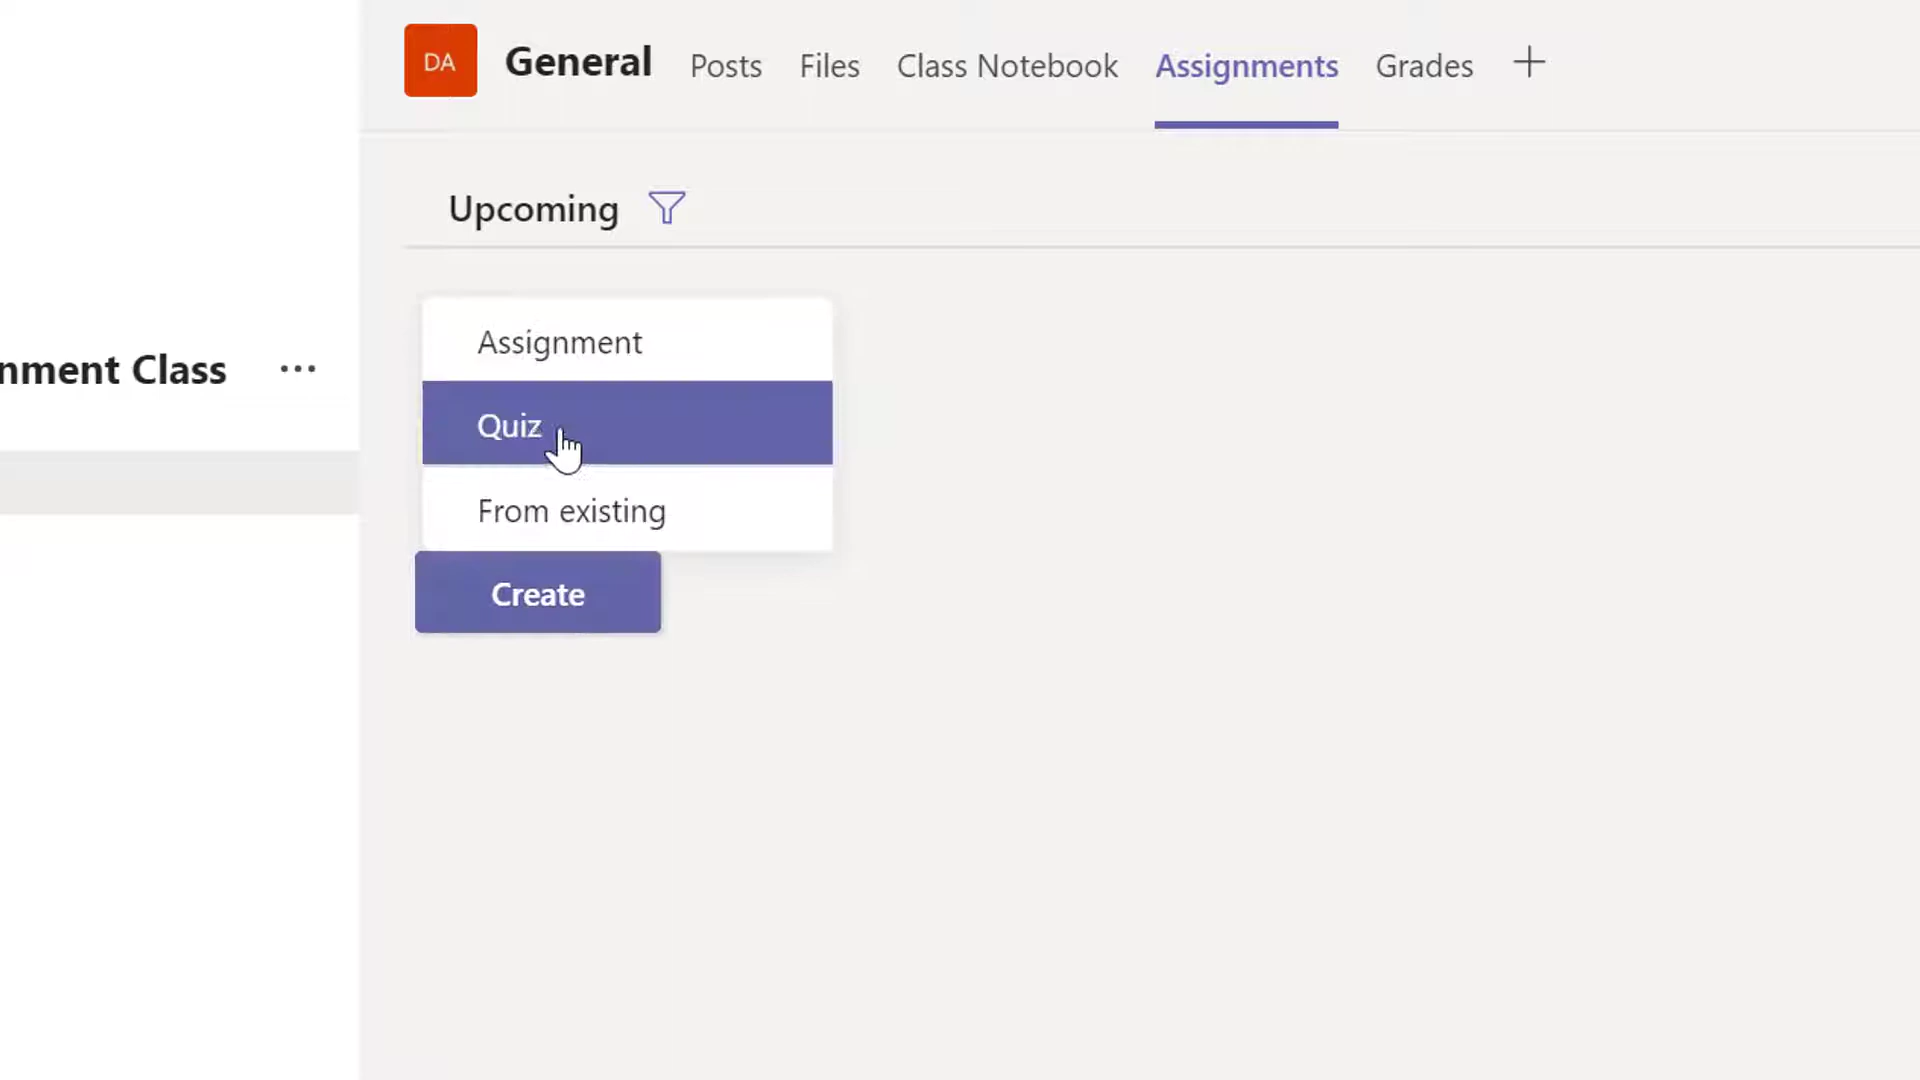 DA General Posts Files Class Notebook Assignments Grades
Upcoming
Assignment
nment Class
Quiz
From existing
Create